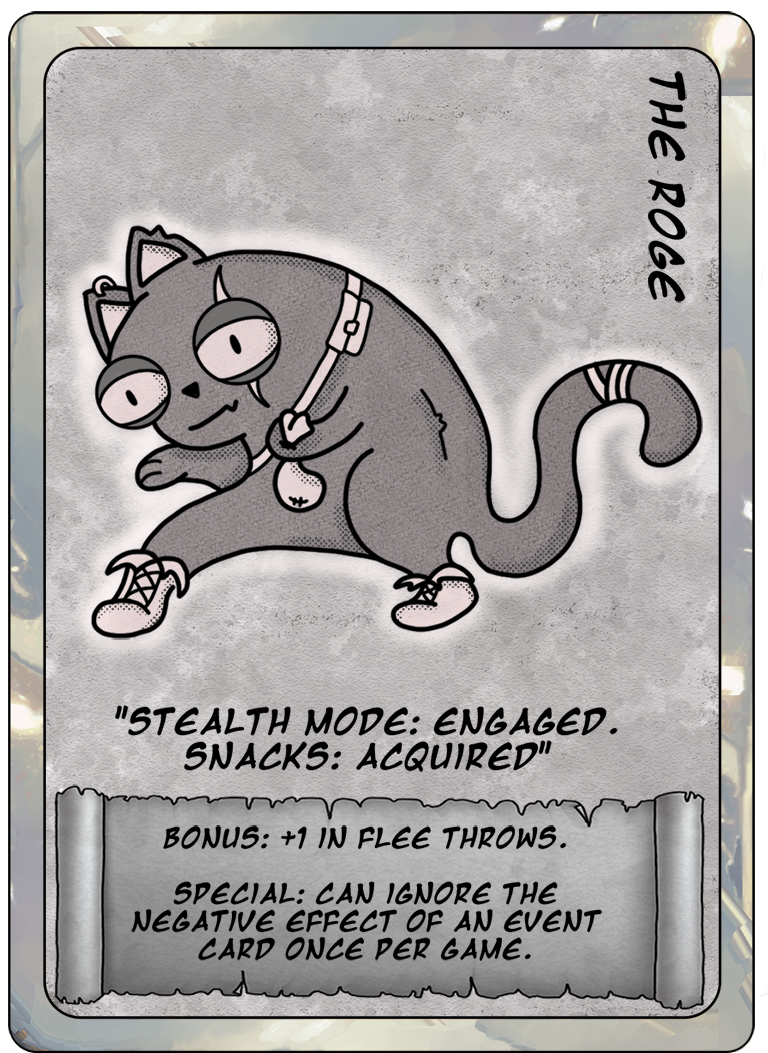 THE ROGE
"STEALTH MODE: ENGAGED.
SNACKS: ACQUIRED"
BONUS: +1 IN FLEE THROWS.
SPECIAL: CAN IGNORE THE
NEGATIVE EFFECT OF AN EVENT
CARD ONCE PER GAME.